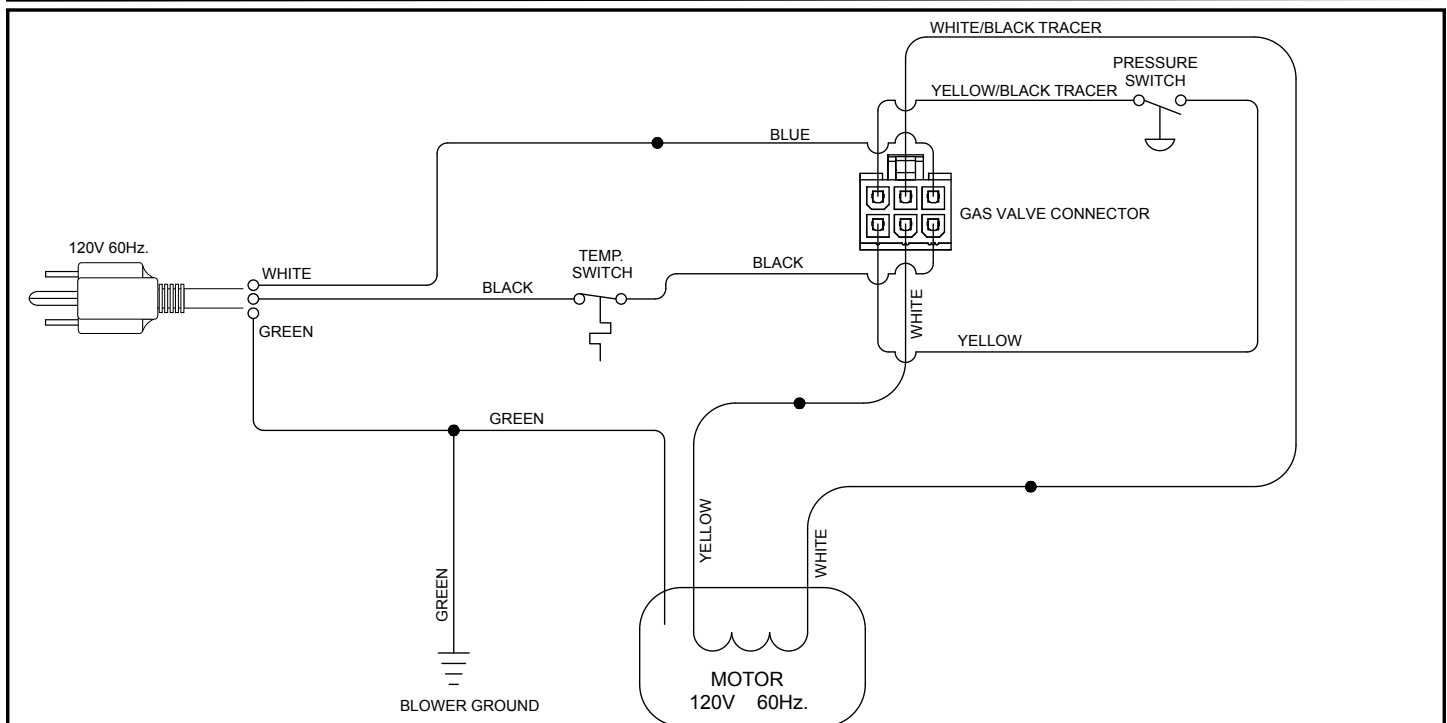 WHITE/BLACK TRACER
PRESSURE
SWITCH
YELLOW/BLACK TRACER
BLUE
GAS VALVE CONNECTOR
120V 60Hz.
WHITE
TEMP.
SWITCH
BLACK
BLACK
GREEN
WHITE
YELLOW
GREEN
YELLOW
WHITE
GREEN
MOTOR
120V 60Hz.
BLOWER GROUND